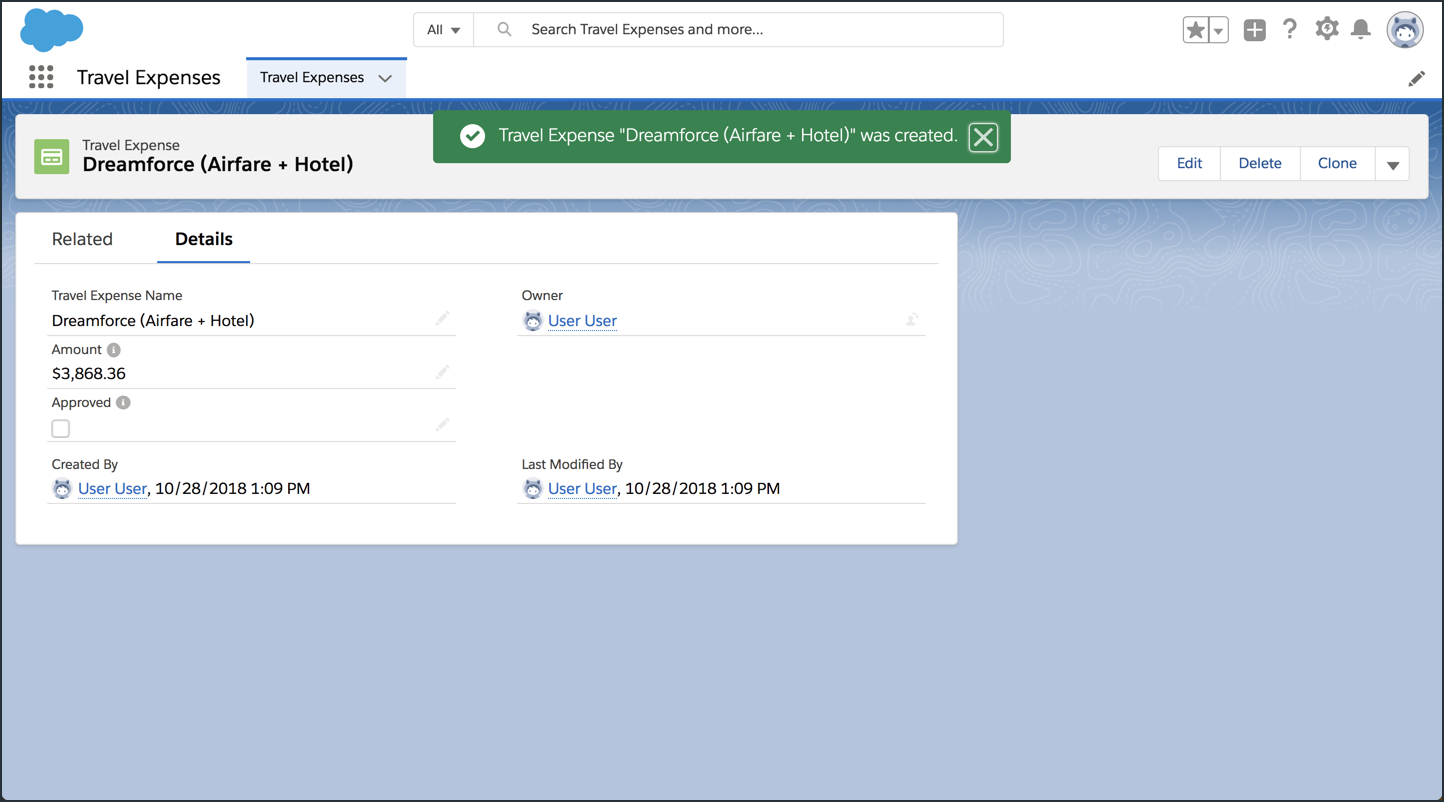 All
Search Travel Expenses and more...
Travel Expenses
Travel Expenses
Travel Expense "Dreamforce (Airfare + Hotel)" was created.
Travel Expense
Dreamforce (Airfare + Hotel)
Edit
Delete
Clone
Related
Details
Travel Expense Name
Dreamforce (Airfare + Hotel)
Owner
User User
Amount
$3,868.36
Approved
Created By
User User, 10/28/2018 1:09 PM
Last Modified By
User User, 10/28/2018 1:09 PM